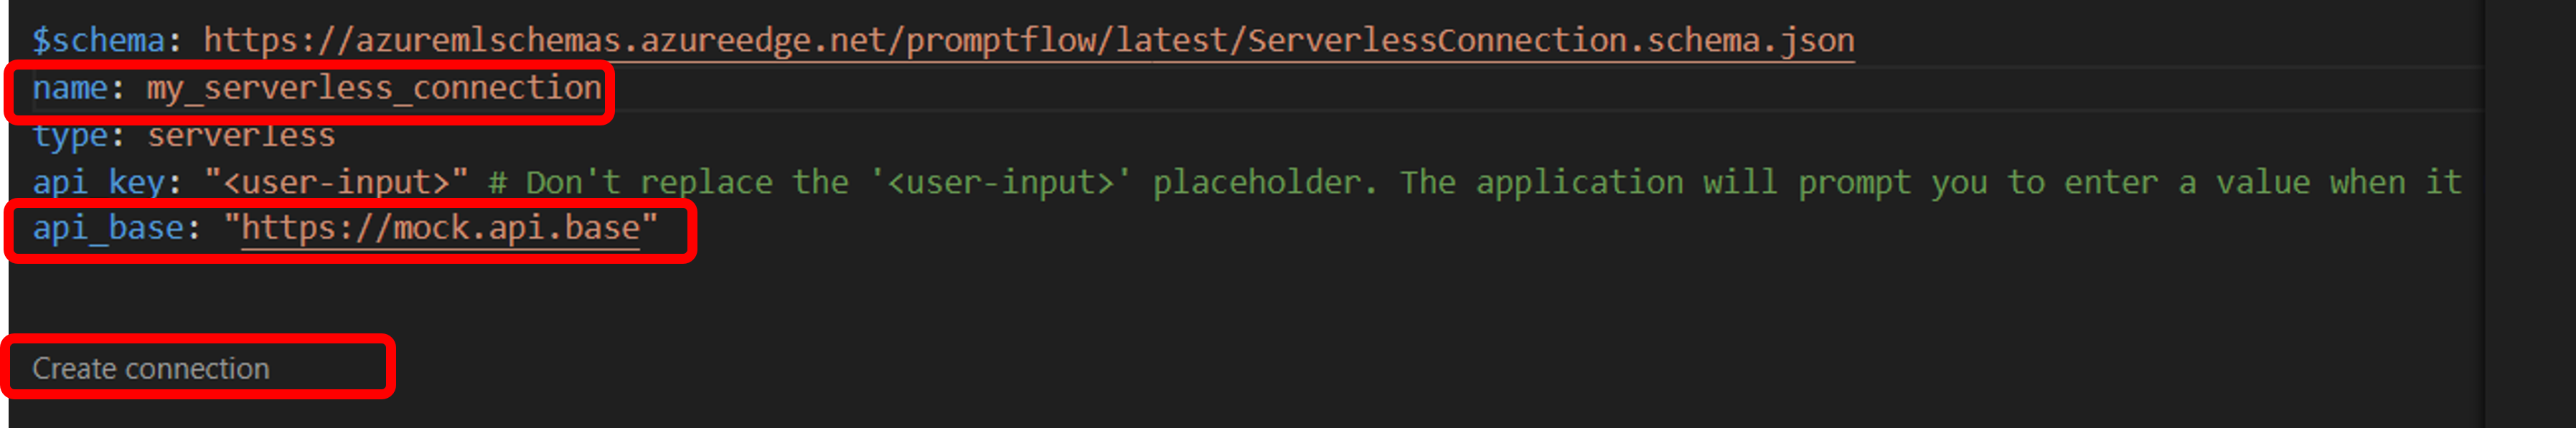 $schema: https://azuremlschemas.azureedge.net/promptflow/latest/ServerlessConnection.schema.json
name: my_serverless_connection
type: serverless
api_key: "<user-input>" # Don't replace the '<user-input>' placeholder. The application will prompt you to enter a value when it
api_base: "https://mock.api.base"
Create connection